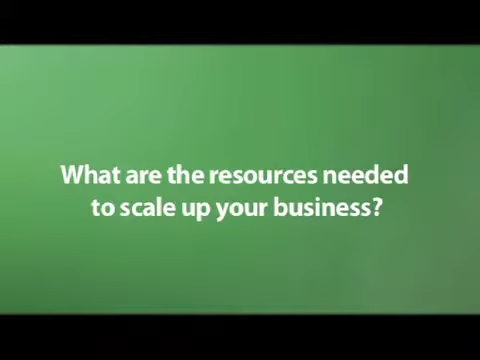 What are the resources needed
to scale up your business?